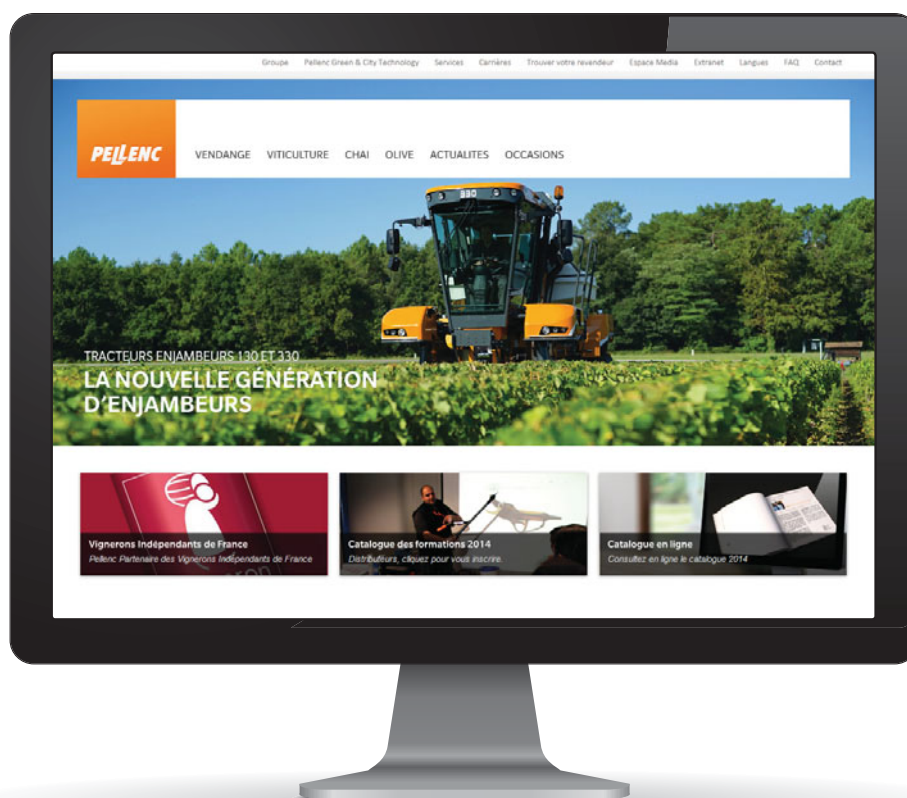 Groupe Pellenc Green & City Technology Services Carrières Trouver votre revendeur Espace Media Extranet Langues FAQ Contact
PELLENC
VENDANGE VITICULTURE CHAI OLIVE ACTUALITES OCCASIONS
330
TRACTEURS ENJAMBEURS 130 ET 330
LA NOUVELLE GÉNÉRATION
D'ENJAMBEURS
Vignerons Indépendants de France
Pellenc Partenaire des Vignerons Indépendants de France
Catalogue des formations 2014
Distributeurs, cliquez pour vous inscrire.
Catalogue en ligne
Consultez en ligne le catalogue 2014